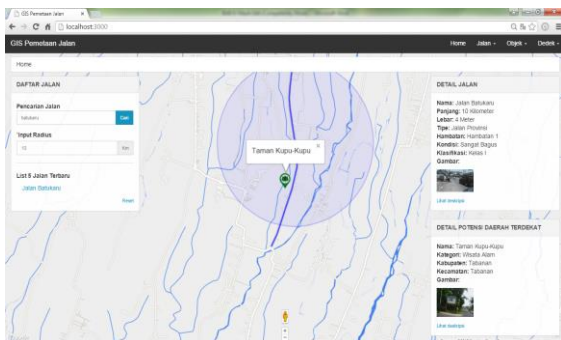 GIS Pemetaan Jalan
localhost:3000
GIS Pemetaan Jalan
Home
Jalan
Objek
Dedek
Home
DAFTAR JALAN
Pencarian Jalan
batukaru
Cari
Input Radius
10
km
List 5 Jalan Terbaru
Jalan Batukaru
Reset
Taman Kupu-Kupu
×
DETAIL JALAN
Nama: Jalan Batukaru
Panjang: 10 Kilometer
Lebar: 4 Meter
Tipe: Jalan Provinsi
Hambatan: Hambatan 1
Kondisi: Sangat Bagus
Klasifikasi: Kelas I
Gambar:
Lihat deskripsi
DETAIL POTENSI DAERAH TERDEKAT
Nama: Taman Kupu-Kupu
Kategori: Wisata Alam
Kabupaten: Tabanan
Kecamatan: Tabanan
Gambar:
Lihat deskripsi